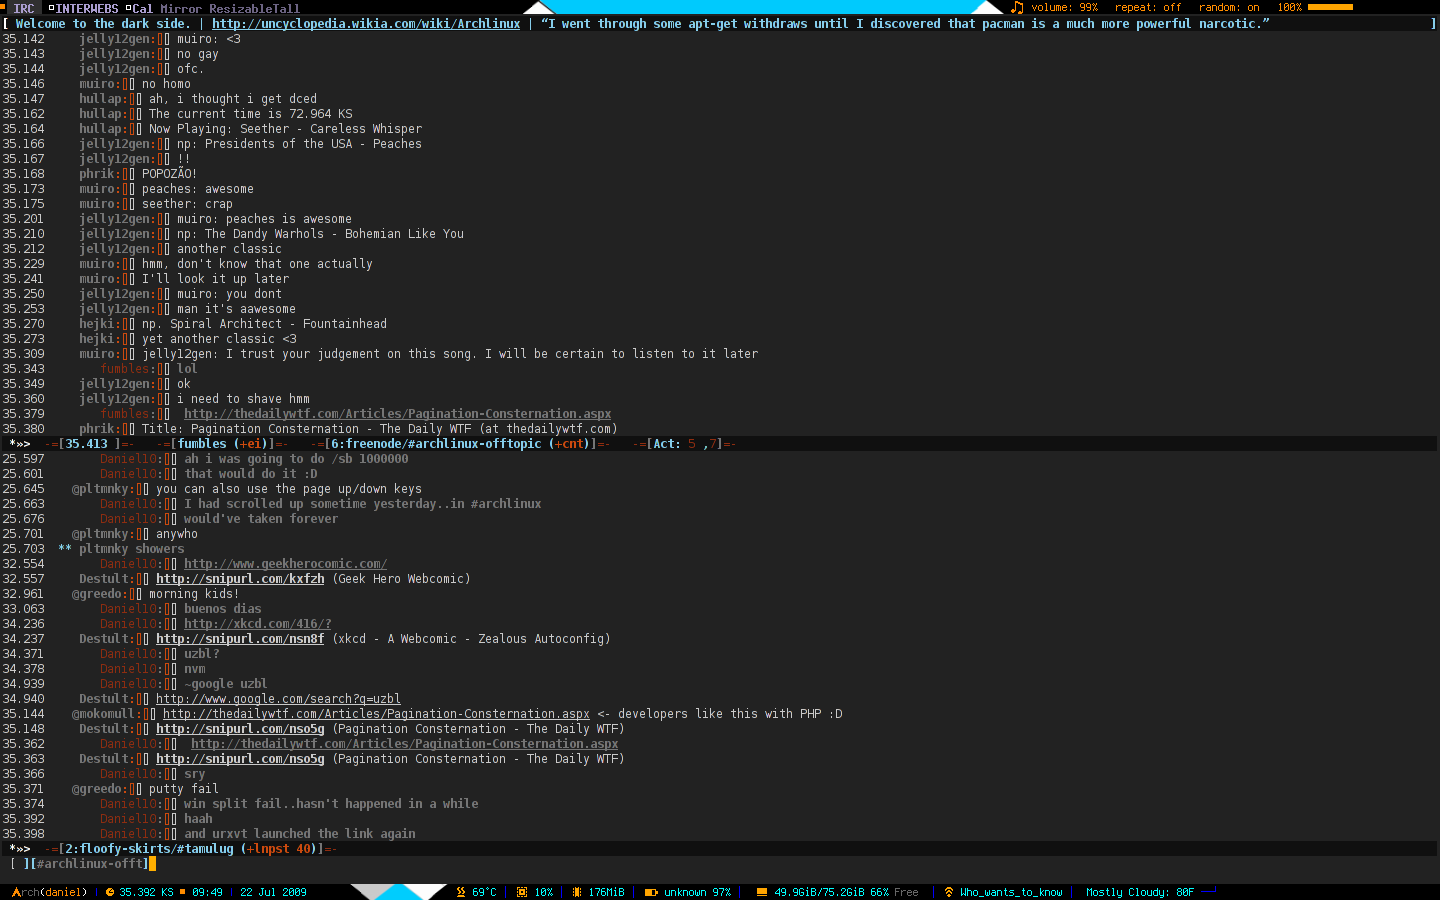 IRC INTERWEBS Cal Mirror ResizableTall volume: 99% repeat: off random: on 100%
[ Welcome to the dark side. | http://uncyclopedia.wikia.com/wiki/Archlinux | “I went through some apt-get withdraws until I discovered that pacman is a much more powerful narcotic.” ]
35.142 jelly12gen:[] muiro: <3
35.143 jelly12gen:[] no gay
35.144 jelly12gen:[] ofc.
35.146 muiro:[] no homo
35.147 hullap:[] ah, i thought i get dced
35.162 hullap:[] The current time is 72.964 KS
35.164 hullap:[] Now Playing: Seether - Careless Whisper
35.166 jelly12gen:[] np: Presidents of the USA - Peaches
35.167 jelly12gen:[] !!
35.168 phrik:[] POPOZÃO!
35.173 muiro:[] peaches: awesome
35.175 muiro:[] seether: crap
35.201 jelly12gen:[] muiro: peaches is awesome
35.210 jelly12gen:[] np: The Dandy Warhols - Bohemian Like You
35.212 jelly12gen:[] another classic
35.229 muiro:[] hmm, don't know that one actually
35.241 muiro:[] I'll look it up later
35.250 jelly12gen:[] muiro: you dont
35.253 jelly12gen:[] man it's aawesome
35.270 hejki:[] np. Spiral Architect - Fountainhead
35.273 hejki:[] yet another classic <3
35.309 muiro:[] jelly12gen: I trust your judgement on this song. I will be certain to listen to it later
35.343 fumbles:[] lol
35.349 jelly12gen:[] ok
35.360 jelly12gen:[] i need to shave hmm
35.379 fumbles:[] http://thedailywtf.com/Articles/Pagination-Consternation.aspx
35.380 phrik:[] Title: Pagination Consternation - The Daily WTF (at thedailywtf.com)
*»> -=[35.413 ]=- -=[fumbles (+ei)]=- -=[6:freenode/#archlinux-offtopic (+cnt)]=- -=[Act: 5 ,7]=-
25.597 Daniel10:[] ah i was going to do /sb 1000000
25.601 Daniel10:[] that would do it :D
25.645 @pltmnky:[] you can also use the page up/down keys
25.663 Daniel10:[] I had scrolled up sometime yesterday..in #archlinux
25.676 Daniel10:[] would've taken forever
25.701 @pltmnky:[] anywho
25.703 ** pltmnky showers
32.554 Daniel10:[] http://www.geekherocomic.com/
32.557 Destult:[] http://snipurl.com/kxfzh (Geek Hero Webcomic)
32.961 @greedo:[] morning kids!
33.063 Daniel10:[] buenos dias
34.236 Daniel10:[] http://xkcd.com/416/?
34.237 Destult:[] http://snipurl.com/nsn8f (xkcd - A Webcomic - Zealous Autoconfig)
34.371 Daniel10:[] uzbl?
34.378 Daniel10:[] nvm
34.939 Daniel10:[] ~google uzbl
34.940 Destult:[] http://www.google.com/search?q=uzbl
35.144 @mokomull:[] http://thedailywtf.com/Articles/Pagination-Consternation.aspx <- developers like this with PHP :D
35.148 Destult:[] http://snipurl.com/nso5g (Pagination Consternation - The Daily WTF)
35.362 Daniel10:[] http://thedailywtf.com/Articles/Pagination-Consternation.aspx
35.363 Destult:[] http://snipurl.com/nso5g (Pagination Consternation - The Daily WTF)
35.366 Daniel10:[] sry
35.371 @greedo:[] putty fail
35.374 Daniel10:[] win split fail..hasn't happened in a while
35.392 Daniel10:[] haah
35.398 Daniel10:[] and urxvt launched the link again
*»> -=[2:floofy-skirts/#tamulug (+lnpst 40)]=-
[ ][#archlinux-offt]
Arch(daniel) 35.392 KS 09:49 | 22 Jul 2009 69°C 10% 176MiB unknown 97% 49.9GiB/75.2GiB 66% Free Who_wants_to_know Mostly Cloudy: 80F